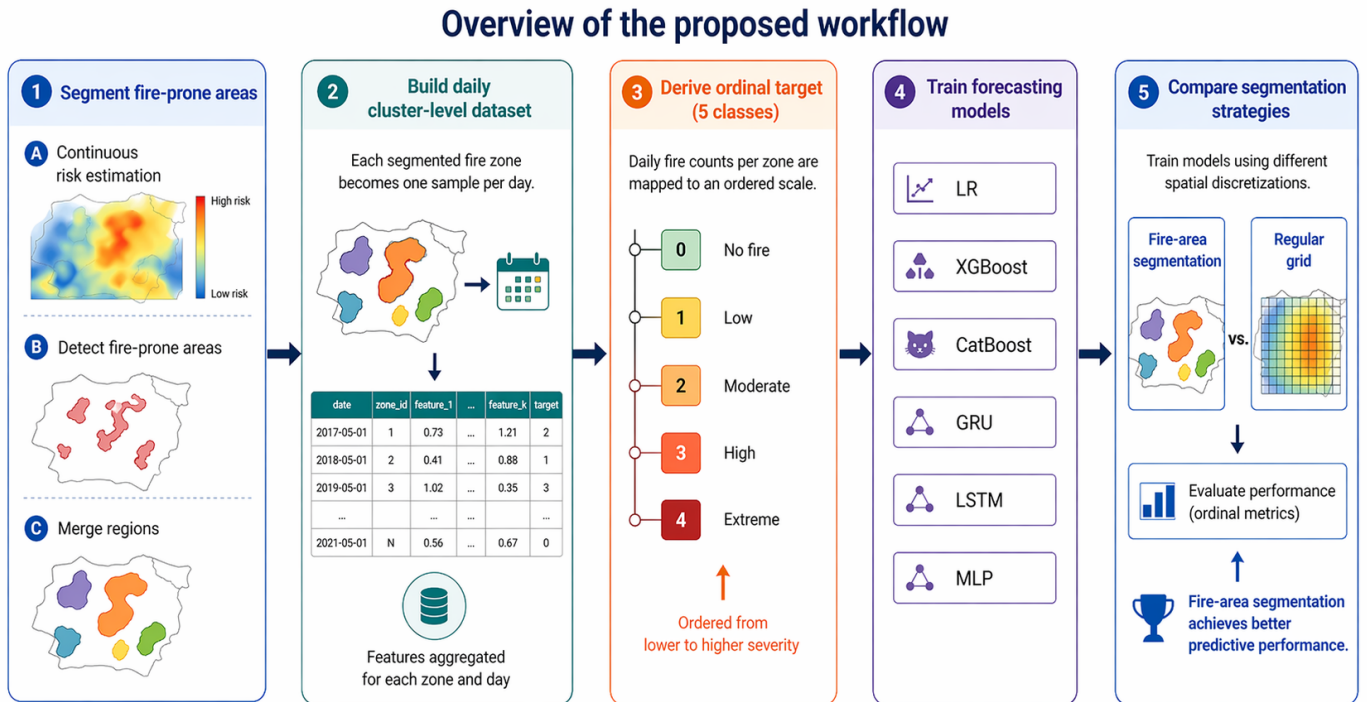 Overview of the proposed workflow
1 Segment fire-prone areas
A Continuous
risk estimation
High risk
Low risk
B Detect fire-prone areas
C Merge regions
2 Build daily
cluster-level dataset
Each segmented fire zone
becomes one sample per day.
date zone_id feature_1 ... feature_k target
2017-05-01 1 0.73 ... 1.21 2
2018-05-01 2 0.41 ... 0.88 1
2019-05-01 3 1.02 ... 0.35 3
... ... ... ...
2021-05-01 N 0.56 ... 0.67 0
Features aggregated
for each zone and day
3 Derive ordinal target
(5 classes)
Daily fire counts per zone are
mapped to an ordered scale.
0 No fire
1 Low
2 Moderate
3 High
4 Extreme
Ordered from
lower to higher severity
4 Train forecasting
models
LR
XGBoost
CatBoost
GRU
LSTM
MLP
5 Compare segmentation
strategies
Train models using different
spatial discretizations.
Fire-area
segmentation
vs.
Regular
grid
Evaluate performance
(ordinal metrics)
Fire-area segmentation
achieves better
predictive performance.